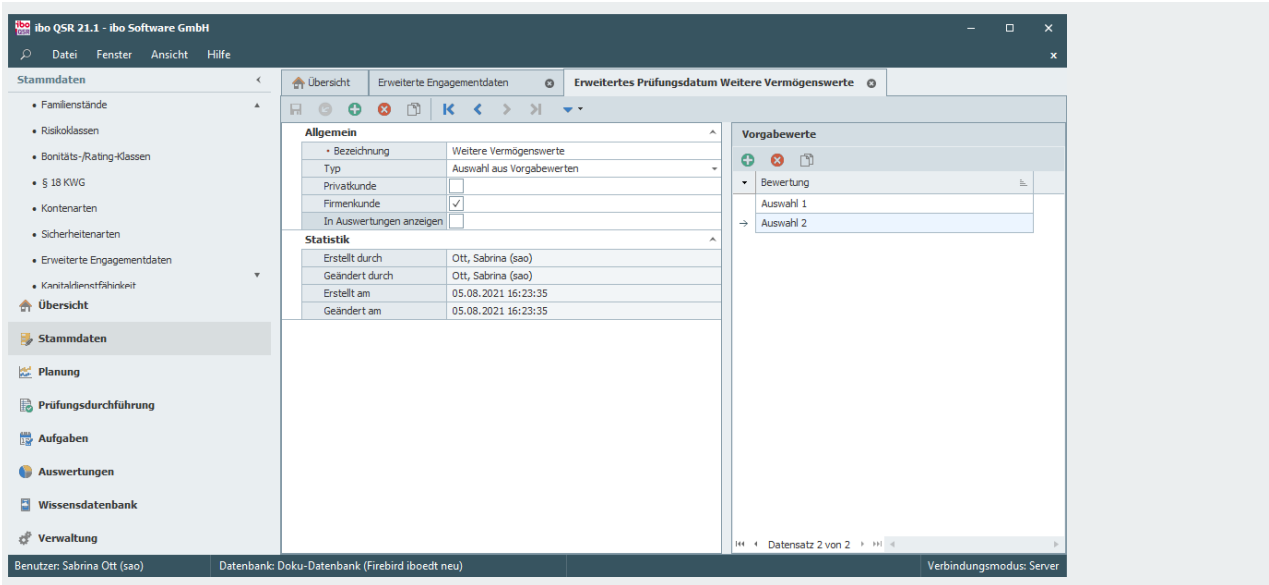 ibo QSR 21.1 - ibo Software GmbH
Datei Fenster Ansicht Hilfe
Stammdaten
• Familienstände
• Risikoklassen
• Bonitäts-/Rating-Klassen
• § 18 KWG
• Kontenarten
• Sicherheitenarten
• Erweiterte Engagementdaten
• Kapitaldienstfähigkeit
Übersicht
Stammdaten
Planung
Prüfungsdurchführung
Aufgaben
Auswertungen
Wissensdatenbank
Verwaltung
Übersicht Erweiterte Engagementdaten Erweitertes Prüfungsdatum Weitere Vermögenswerte
Allgemein
• Bezeichnung Weitere Vermögenswerte
Typ Auswahl aus Vorgabewerten
Privatkunde
Firmenkunde
In Auswertungen anzeigen
Statistik
Erstellt durch Ott, Sabrina (sao)
Geändert durch Ott, Sabrina (sao)
Erstellt am 05.08.2021 16:23:35
Geändert am 05.08.2021 16:23:35
Vorgabewerte
Bewertung
Auswahl 1
Auswahl 2
Datensatz 2 von 2
Benutzer: Sabrina Ott (sao) Datenbank: Doku-Datenbank (Firebird iboedt neu) Verbindungsmodus: Server